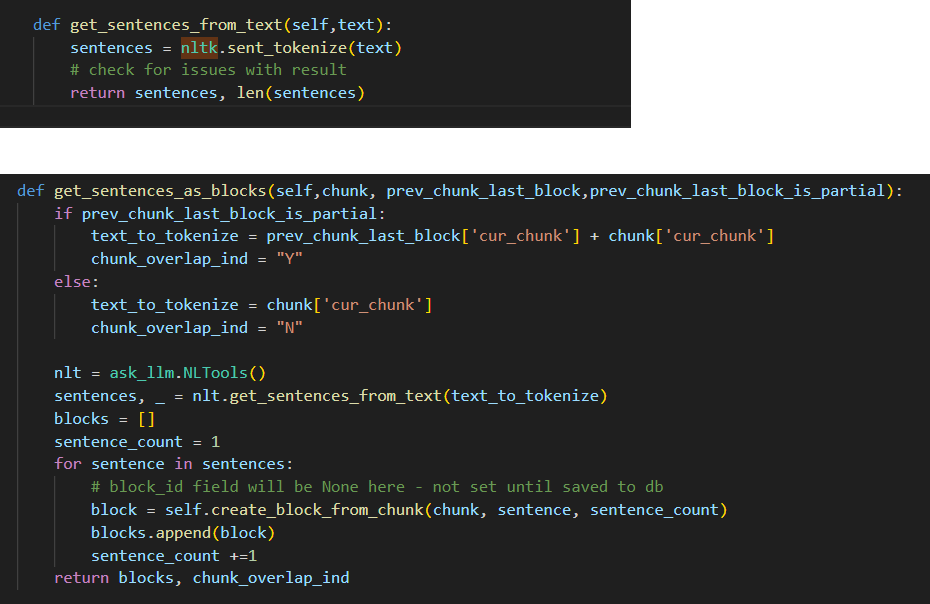 def get_sentences_from_text(self,text):
    sentences = nltk.sent_tokenize(text)
    # check for issues with result
    return sentences, len(sentences)
def get_sentences_as_blocks(self,chunk, prev_chunk_last_block,prev_chunk_last_block_is_partial):
    if prev_chunk_last_block_is_partial:
        text_to_tokenize = prev_chunk_last_block['cur_chunk'] + chunk['cur_chunk']
        chunk_overlap_ind = "Y"
    else:
        text_to_tokenize = chunk['cur_chunk']
        chunk_overlap_ind = "N"
    nlt = ask_llm.NLTools()
    sentences, _ = nlt.get_sentences_from_text(text_to_tokenize)
    blocks = []
    sentence_count = 1
    for sentence in sentences:
        # block_id field will be None here - not set until saved to db
        block = self.create_block_from_chunk(chunk, sentence, sentence_count)
        blocks.append(block)
        sentence_count +=1
    return blocks, chunk_overlap_ind